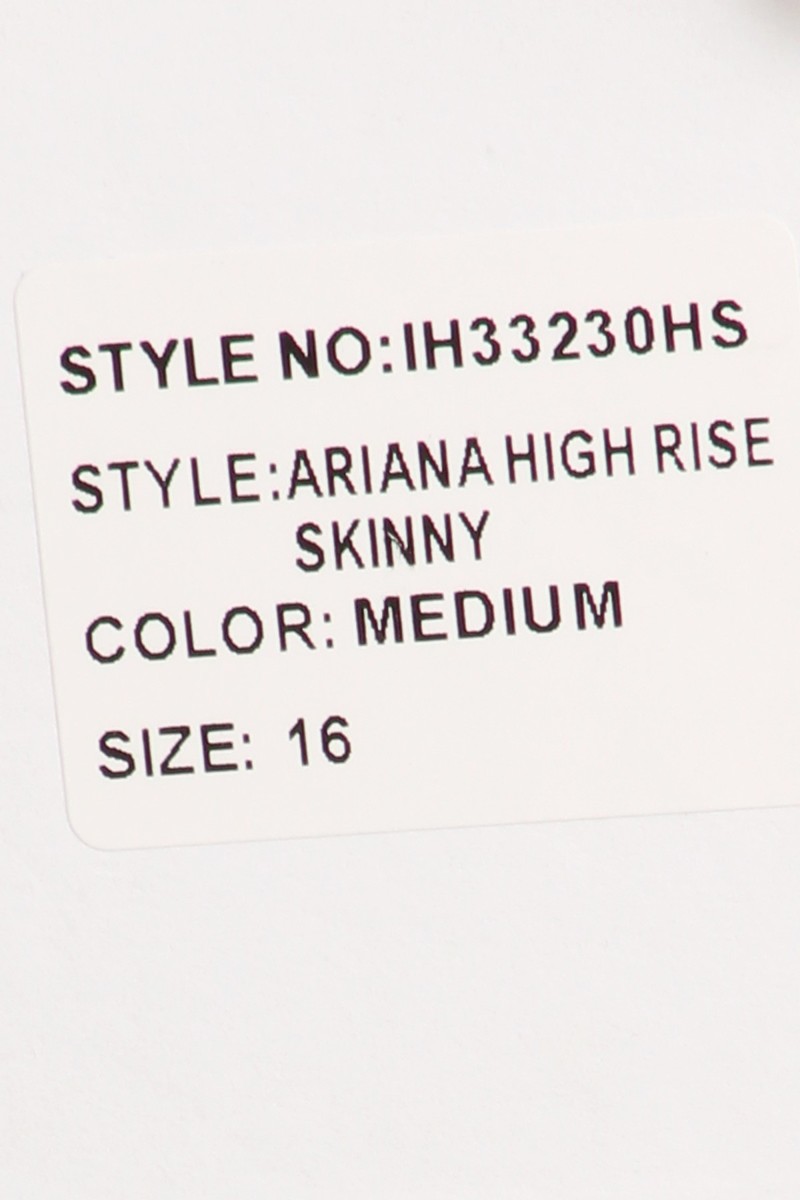 STYLE NO:IH33230HS
STYLE:ARIANA HIGH RISE
SKINNY
COLOR: MEDIUM
SIZE: 16